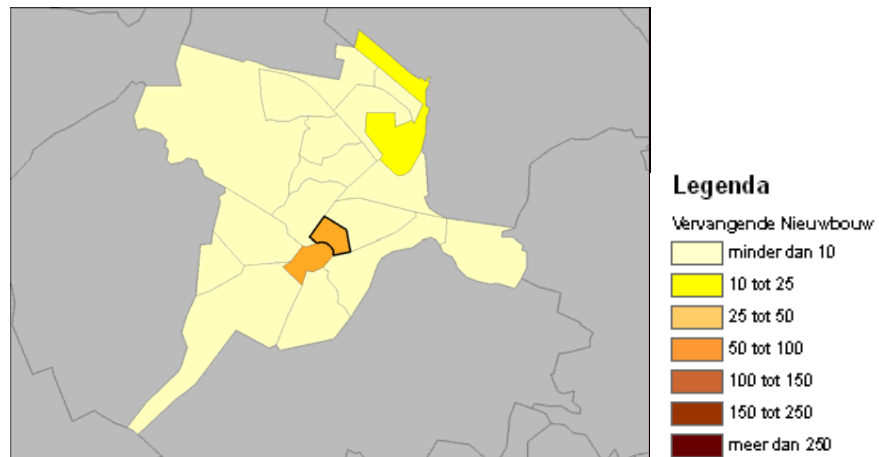 Legenda
Vervangende Nieuwbouw
minder dan 10
10 tot 25
25 tot 50
50 tot 100
100 tot 150
150 tot 250
meer dan 250